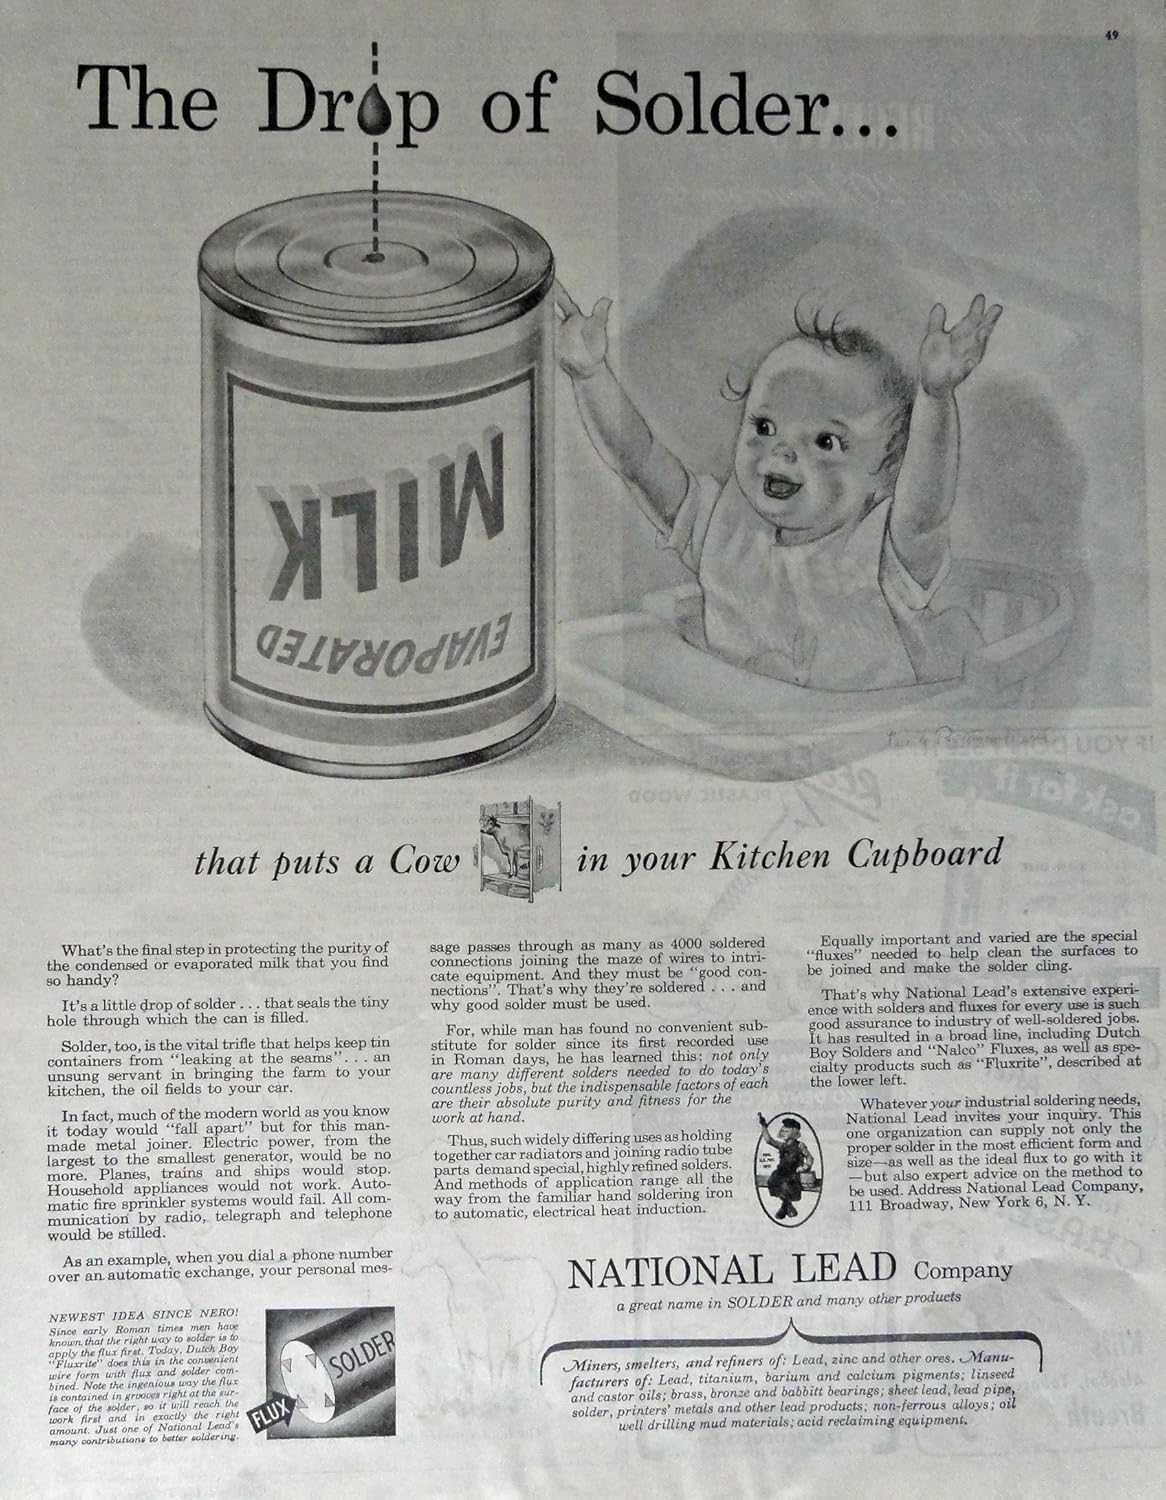 49
The Drop of Solder...
MILK
EVAPORATED
that puts a Cow in your Kitchen Cupboard
What's the final step in protecting the purity of
the condensed or evaporated milk that you find
so handy?
It's a little drop of solder . . . that seals the tiny
hole through which the can is filled.
Solder, too, is the vital trifle that helps keep tin
containers from "leaking at the seams". . . an
unsung servant in bringing the farm to your
kitchen, the oil fields to your car.
In fact, much of the modern world as you know
it today would "fall apart" but for this man-
made metal joiner. Electric power, from the
largest to the smallest generator, would be no
more. Planes, trains and ships would stop.
Household appliances would not work. Auto-
matic fire sprinkler systems would fail. All com-
munication by radio, telegraph and telephone
would be stilled.
As an example, when you dial a phone number
over an automatic exchange, your personal mes-
sage passes through as many as 4000 soldered
connections joining the maze of wires to intri-
cate equipment. And they must be "good con-
nections". That's why they're soldered . . . and
why good solder must be used.
For, while man has found no convenient sub-
stitute for solder since its first recorded use
in Roman days, he has learned this: not only
are many different solders needed to do today's
countless jobs, but the indispensable factors of each
are their absolute purity and fitness for the
work at hand.
Thus, such widely differing uses as holding
together car radiators and joining radio tube
parts demand special, highly refined solders.
And methods of application range all the
way from the familiar hand soldering iron
to automatic, electrical heat induction.
Equally important and varied are the special
"fluxes" needed to help clean the surfaces to
be joined and make the solder cling.
That's why National Lead's extensive experi-
ence with solders and fluxes for every use is such
good assurance to industry of well-soldered jobs.
It has resulted in a broad line, including Dutch
Boy Solders and "Nalco" Fluxes, as well as spe-
cialty products such as "Fluxrite", described at
the lower left.
Whatever your industrial soldering needs,
National Lead invites your inquiry. This
one organization can supply not only the
proper solder in the most efficient form and
size—as well as the ideal flux to go with it
—but also expert advice on the method to
be used. Address National Lead Company,
111 Broadway, New York 6, N. Y.
NEWEST IDEA SINCE NERO!
Since early Roman times men have
known that the right way to solder is to
apply the flux first. Today, Dutch Boy
"Fluxrite" does this in the convenient
wire form with flux and solder com-
bined. Note the ingenious way the flux
is contained in grooves right at the sur-
face of the solder, so it will reach the
work first and in exactly the right
amount. Just one of National Lead's
many contributions to better soldering.
SOLDER
FLUX
NATIONAL LEAD Company
a great name in SOLDER and many other products
Miners, smelters, and refiners of: Lead, zinc and other ores. Manu-
facturers of: Lead, titanium, barium and calcium pigments; linseed
and castor oils; brass, bronze and babbitt bearings; sheet lead, lead pipe,
solder, printers' metals and other lead products; non-ferrous alloys; oil
well drilling mud materials; acid reclaiming equipment.